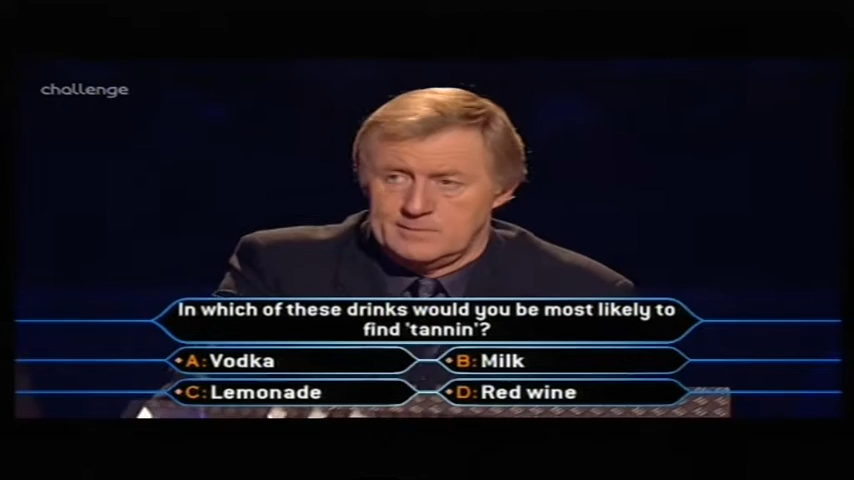 challenge
In which of these drinks would you be most likely to
find 'tannin'?
A: Vodka
B: Milk
C: Lemonade
D: Red wine